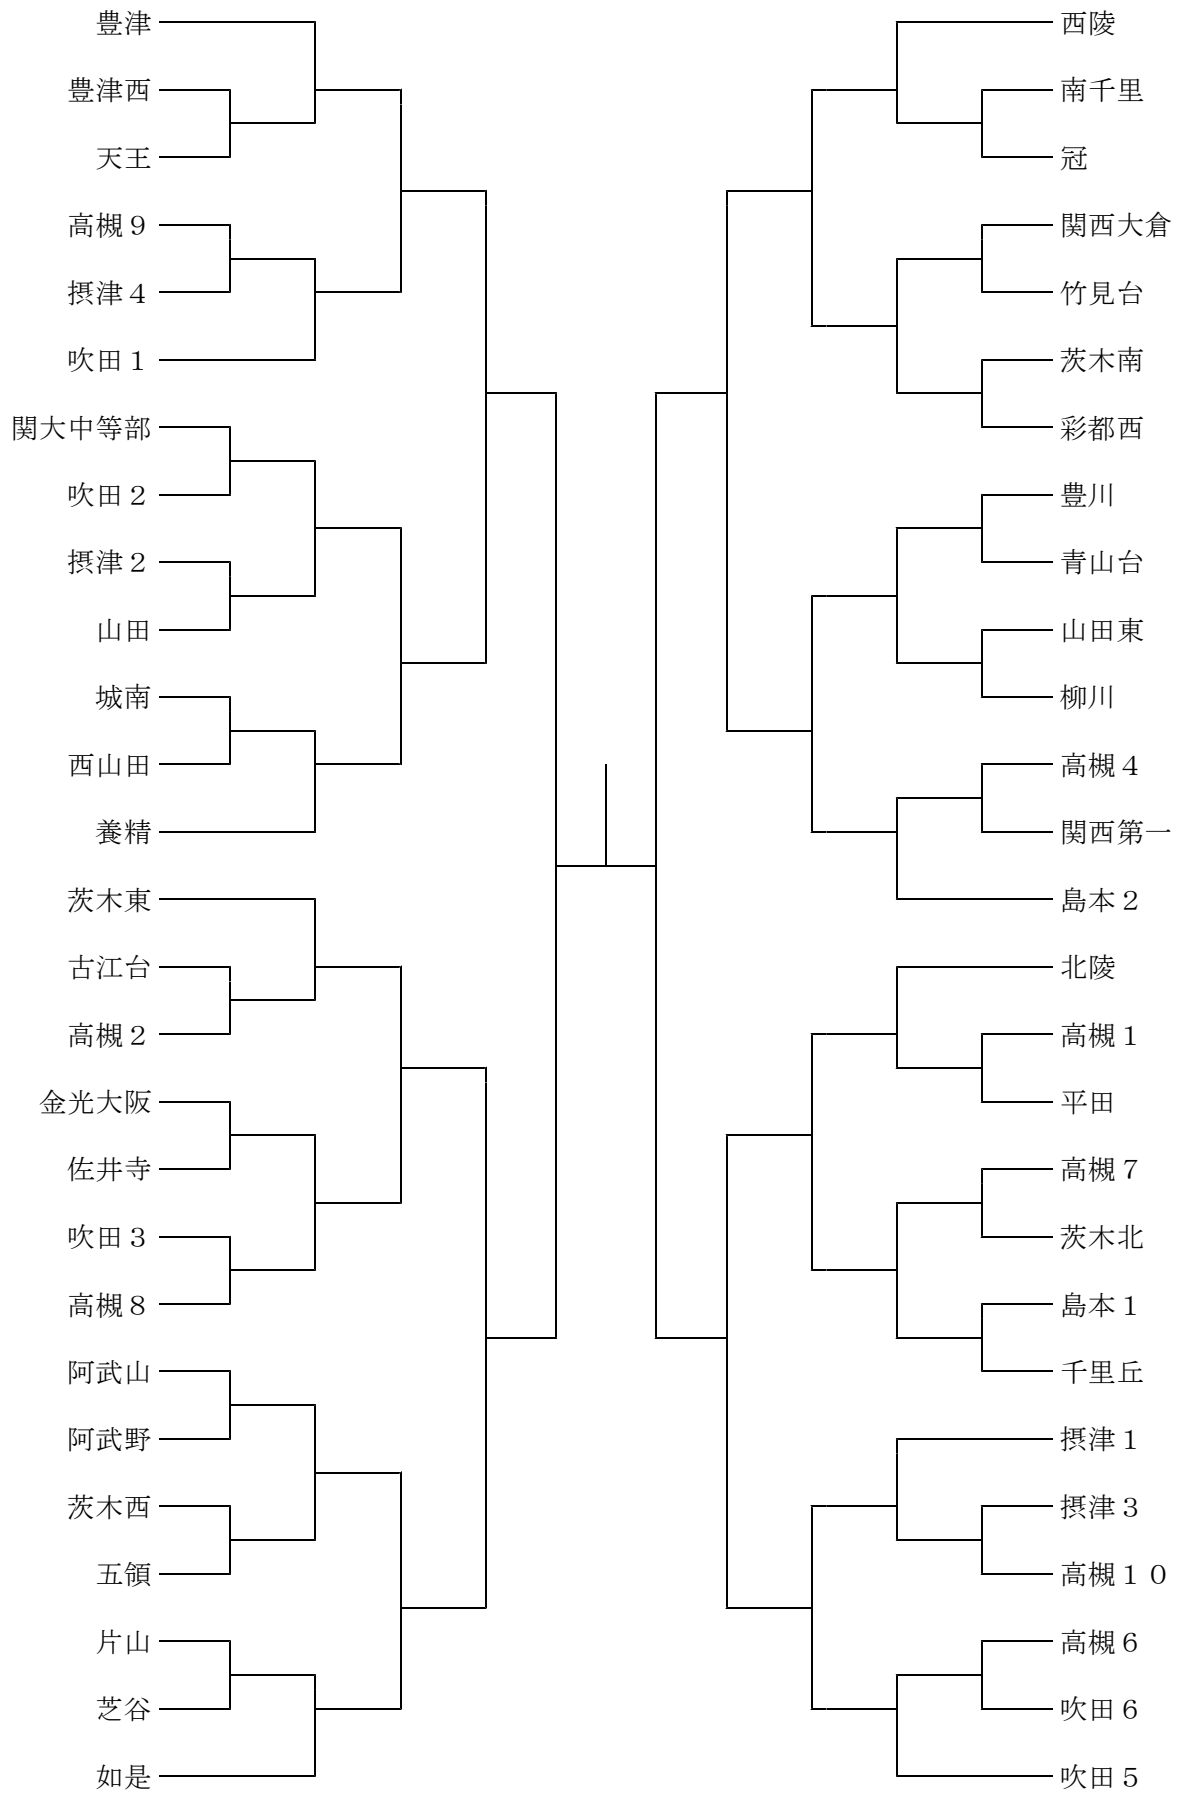 豊津
豊津西
天王
高槻９
摂津４
吹田１
関大中等部
吹田２
摂津２
山田
城南
西山田
養精
茨木東
古江台
高槻２
金光大阪
佐井寺
吹田３
高槻８
阿武山
阿武野
茨木西
五領
片山
芝谷
如是
西陵
南千里
冠
関西大倉
竹見台
茨木南
彩都西
豊川
青山台
山田東
柳川
高槻４
関西第一
島本２
北陵
高槻１
平田
高槻７
茨木北
島本１
千里丘
摂津１
摂津３
高槻１０
高槻６
吹田６
吹田５